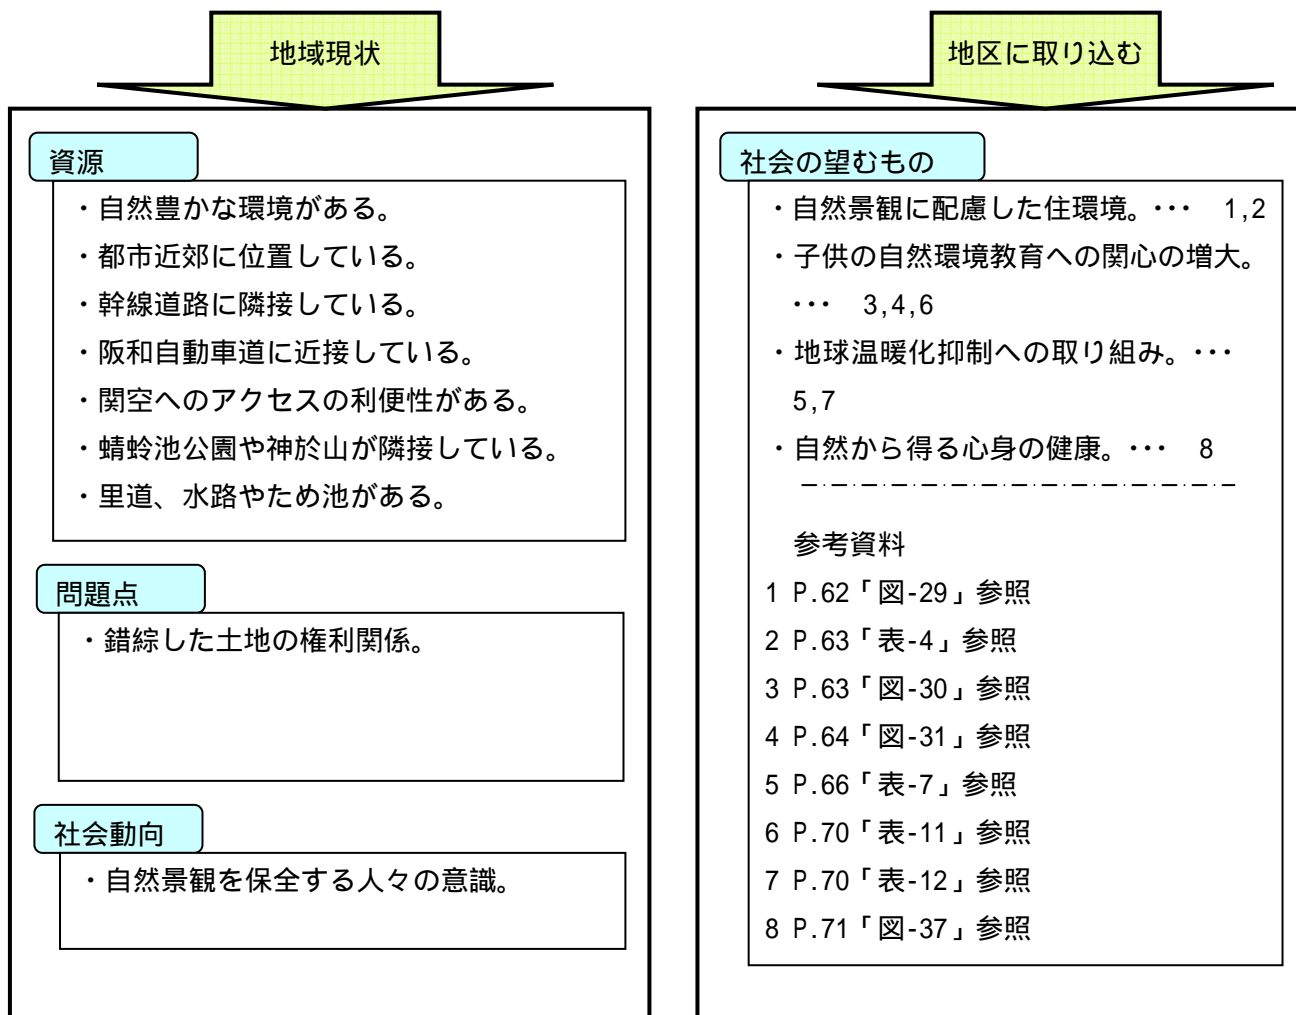 地域現状
資源
・自然豊かな環境がある。
・都市近郊に位置している。
・幹線道路に隣接している。
・阪和自動車道に近接している。
・関空へのアクセスの利便性がある。
・蜻蛉池公園や神於山が隣接している。
・里道、水路やため池がある。
問題点
・錯綜した土地の権利関係。
社会動向
・自然景観を保全する人々の意識。
地区に取り込む
社会の望むもの
・自然景観に配慮した住環境。・・・ 1,2
・子供の自然環境教育への関心の増大。
・・・ 3,4,6
・地球温暖化抑制への取り組み。・・・
5,7
・自然から得る心身の健康。・・・ 8
参考資料
1 P.62「図-29」参照
2 P.63「表-4」参照
3 P.63「図-30」参照
4 P.64「図-31」参照
5 P.66「表-7」参照
6 P.70「表-11」参照
7 P.70「表-12」参照
8 P.71「図-37」参照